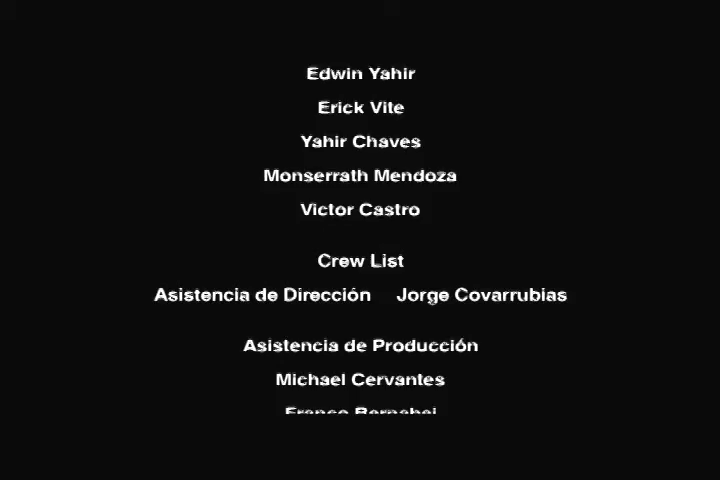 Edwin Yahir
Erick Vite
Yahir Chaves
Monserrath Mendoza
Victor Castro
Crew List
Asistencia de Dirección Jorge Covarrubias
Asistencia de Producción
Michael Cervantes